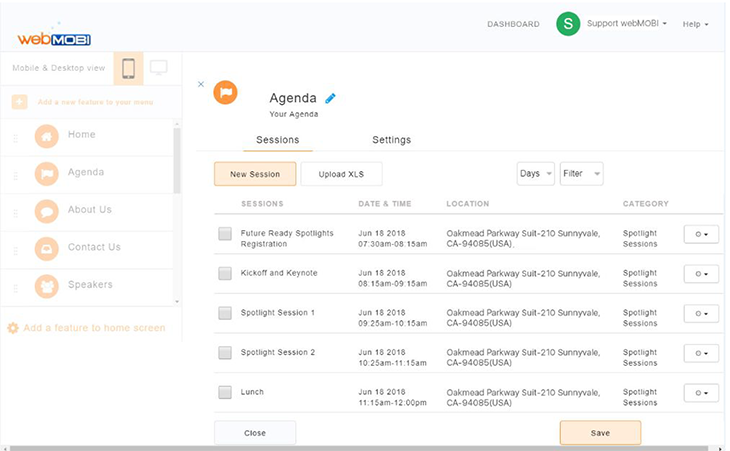 DASHBOARD
S
Support webMOBI
Help
webMOBI
Mobile & Desktop view
Add a new feature to your menu
Home
Agenda
About Us
Contact Us
Speakers
Add a feature to home screen
×
Agenda
Your Agenda
Sessions Settings
New Session Upload XLS Days Filter
SESSIONS DATE & TIME LOCATION CATEGORY
Future Ready Spotlights Jun 18 2018 Oakmead Parkway Suit-210 Sunnyvale, Spotlight
Registration 07:30am-08:15am CA-94085(USA). Sessions
Kickoff and Keynote Jun 18 2018 Oakmead Parkway Suit-210 Sunnyvale, Spotlight
08:15am-09:15am CA-94085(USA) Sessions
Spotlight Session 1 Jun 18 2018 Oakmead Parkway Suit-210 Sunnyvale, Spotlight
09:25am-10:15am CA-94085(USA) Sessions
Spotlight Session 2 Jun 18 2018 Oakmead Parkway Suit-210 Sunnyvale, Spotlight
10:25am-11:15am CA-94085(USA) Sessions
Lunch Jun 18 2018 Oakmead Parkway Suit-210 Sunnyvale, Spotlight
11:15am-12:00pm CA-94085(USA) Sessions
Close Save